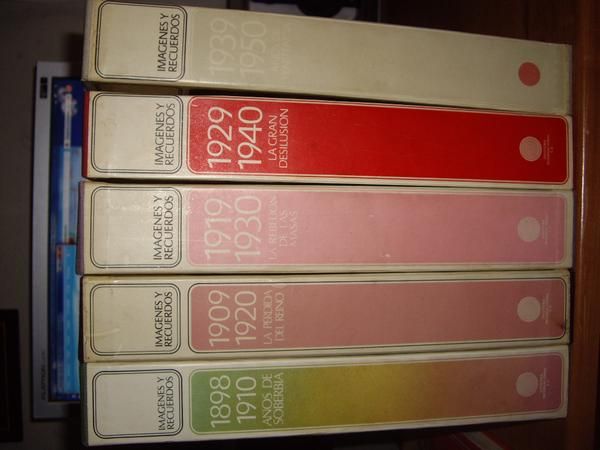 IMAGENES Y
RECUERDOS
1939
1950
IMAGENES Y
RECUERDOS
1929
1940
LA GRAN
DESILUSION
IMAGENES Y
RECUERDOS
1919
1930
LA REBELION
DE LAS
MASAS
IMAGENES Y
RECUERDOS
1909
1920
LA PERDIDA
DEL REINO
IMAGENES Y
RECUERDOS
1898
1910
AÑOS DE
SOBERBIA